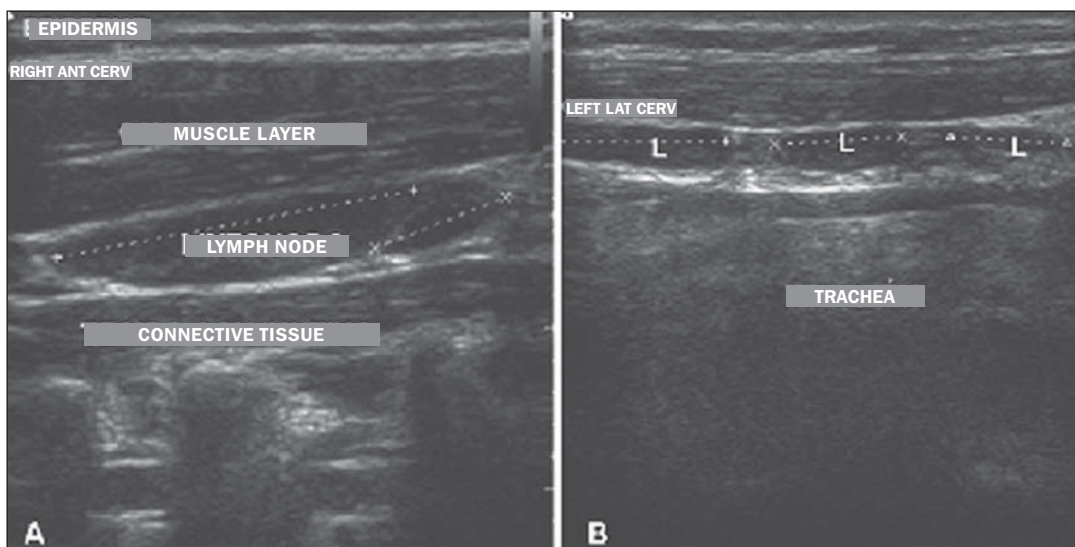 EPIDERMIS
RIGHT ANT CERV
MUSCLE LAYER
LYMPH NODE
CONNECTIVE TISSUE
A
LEFT LAT CERV
L L L
TRACHEA
B